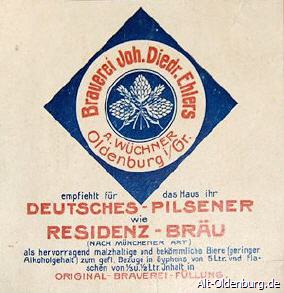 Brauerei Joh. Diedr. Ehlers
A. WÜCHNER
Oldenburg i/Gr.
empfiehlt für das Haus ihr
DEUTSCHES-PILSENER
wie
RESIDENZ-BRÄU
(NACH MÜNCHENER ART)
als hervorragend malzhaltige und bekömmliche Biere (geringer
Alkoholgehalt) zum gefl. Bezuge in Syphons von 5 Ltr. und Fla-
schen von ½ u. ¼ Ltr. Inhalt in
ORIGINAL-BRAUEREI-FÜLLUNG.
Alt-Oldenburg.de